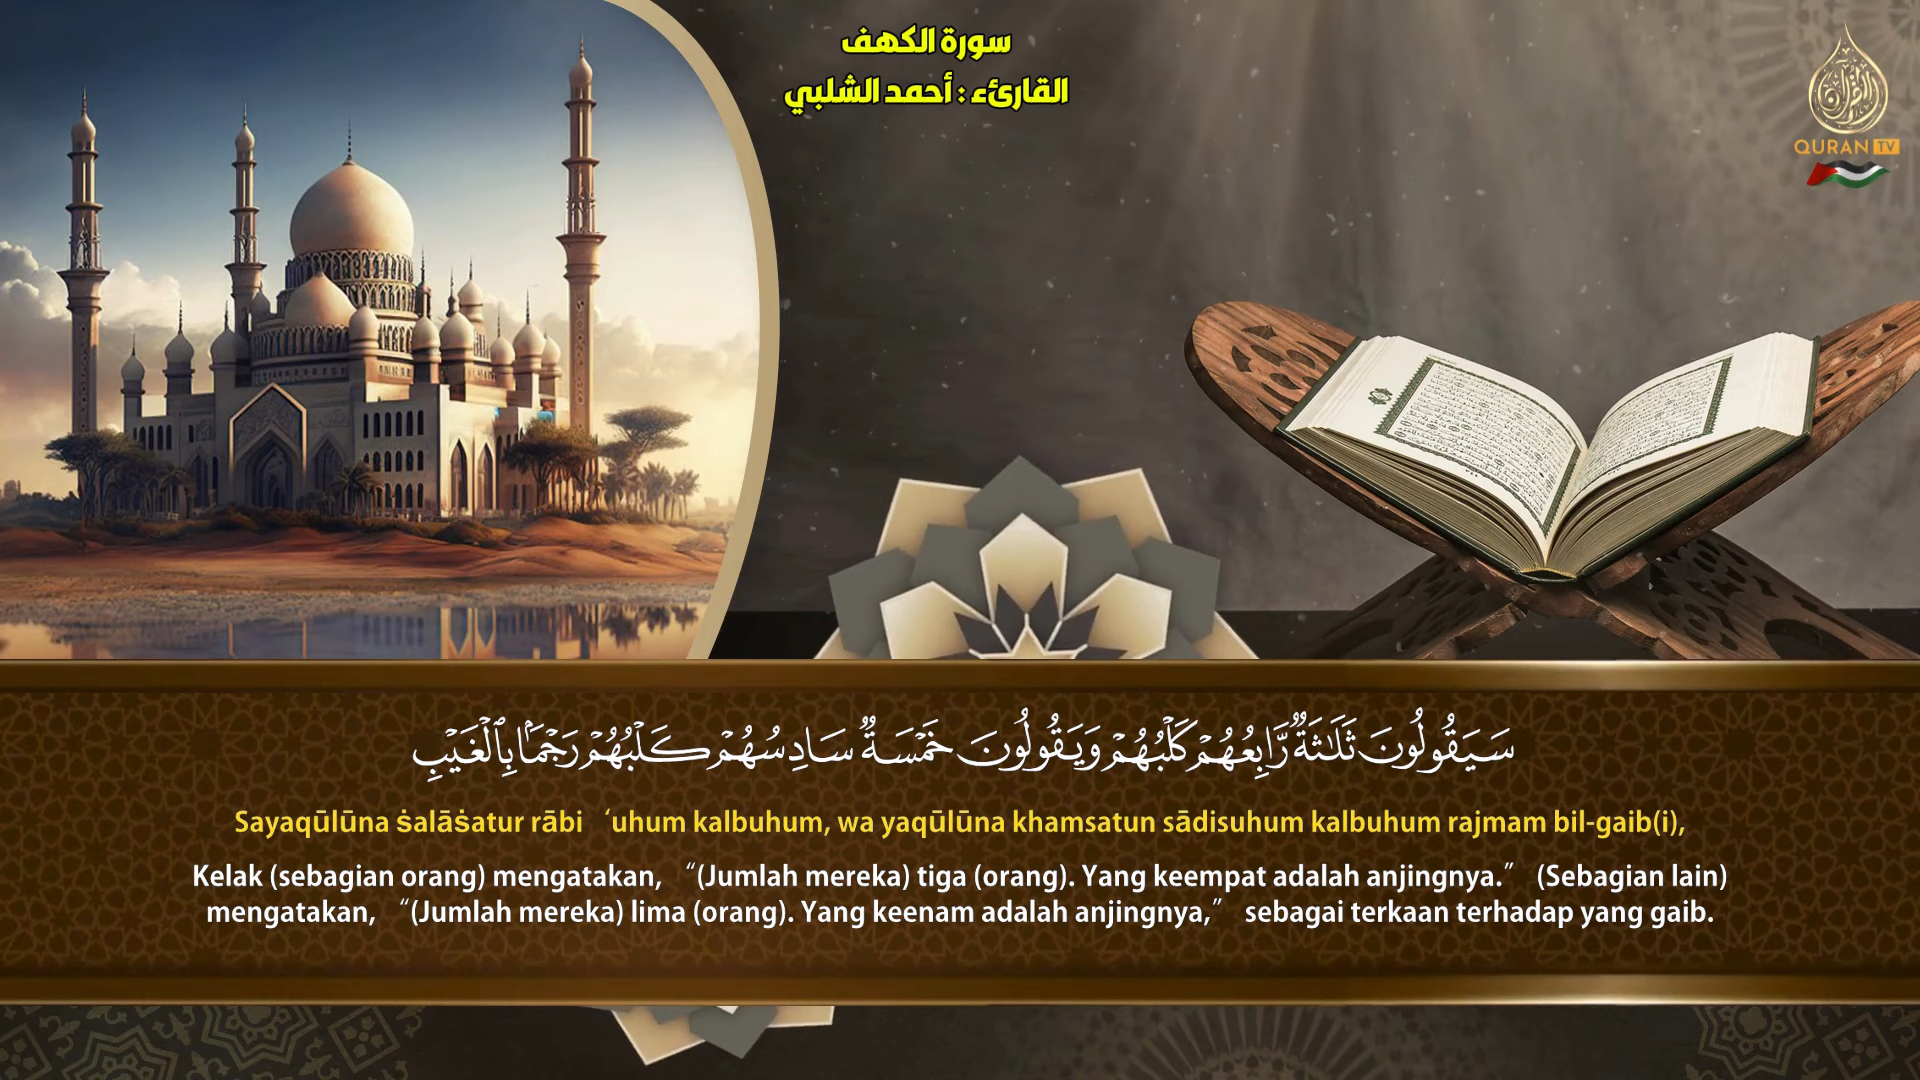 سورة الكهف
القارئء : أحمد الشلبي
QURAN TV
سَيَقُولُونَ ثَلَٰثَةٌ رَّابِعُهُمْ كَلْبُهُمْ وَيَقُولُونَ خَمْسَةٌ سَادِسُهُمْ كَلْبُهُمْ رَجْمًۢا بِٱلْغَيْبِ
Sayaqūlūna ṡalāṡatur rābi ‘uhum kalbuhum, wa yaqūlūna khamsatun sādisuhum kalbuhum rajmam bil-gaib(i),
Kelak (sebagian orang) mengatakan, “(Jumlah mereka) tiga (orang). Yang keempat adalah anjingnya.” (Sebagian lain)
mengatakan, “(Jumlah mereka) lima (orang). Yang keenam adalah anjingnya,” sebagai terkaan terhadap yang gaib.